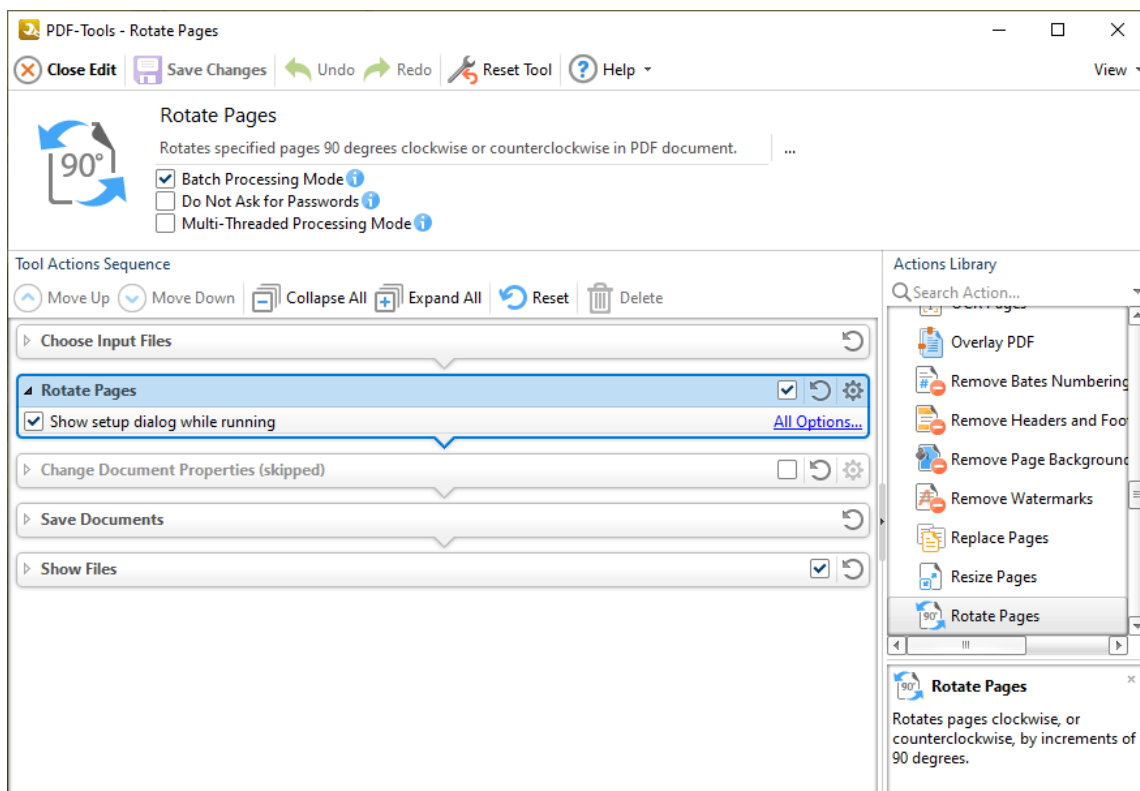 PDF-Tools - Rotate Pages
Close Edit Save Changes Undo Redo Reset Tool ? Help View
Rotate Pages
90°
Rotates specified pages 90 degrees clockwise or counterclockwise in PDF document. ...
Batch Processing Mode i
Do Not Ask for Passwords i
Multi-Threaded Processing Mode i
Tool Actions Sequence
Move Up Move Down Collapse All Expand All Reset Delete
Choose Input Files
Rotate Pages
Show setup dialog while running All Options...
Change Document Properties (skipped)
Save Documents
Show Files
Actions Library
Search Action...
OCR Pages
Overlay PDF
Remove Bates Numbering
Remove Headers and Foo
Remove Page Background
Remove Watermarks
Replace Pages
Resize Pages
90° Rotate Pages
90° Rotate Pages
Rotates pages clockwise, or
counterclockwise, by increments of
90 degrees.